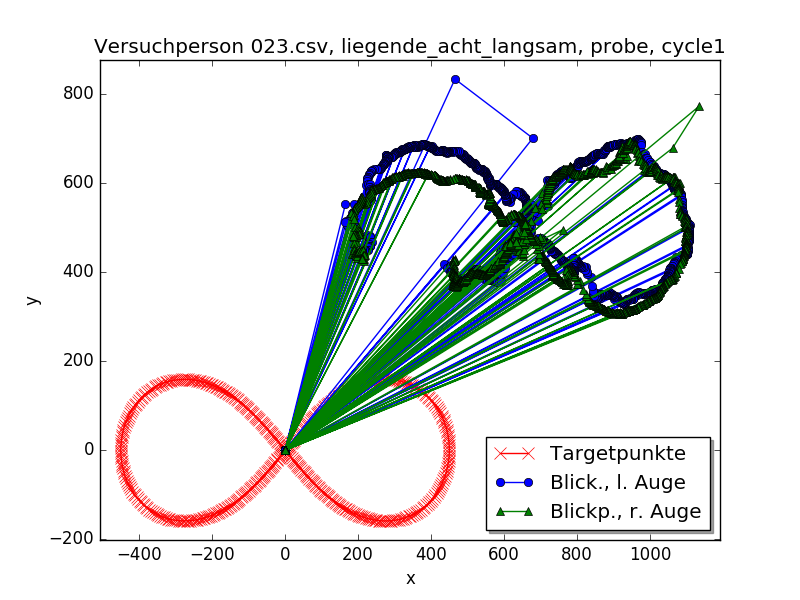 Versuchperson 023.csv, liegende_acht_langsam, probe, cycle1
800
600
400
200
0
−200
y
−400 −200 0 200 400 600 800 1000
x
Targetpunkte
Blick., l. Auge
Blickp., r. Auge